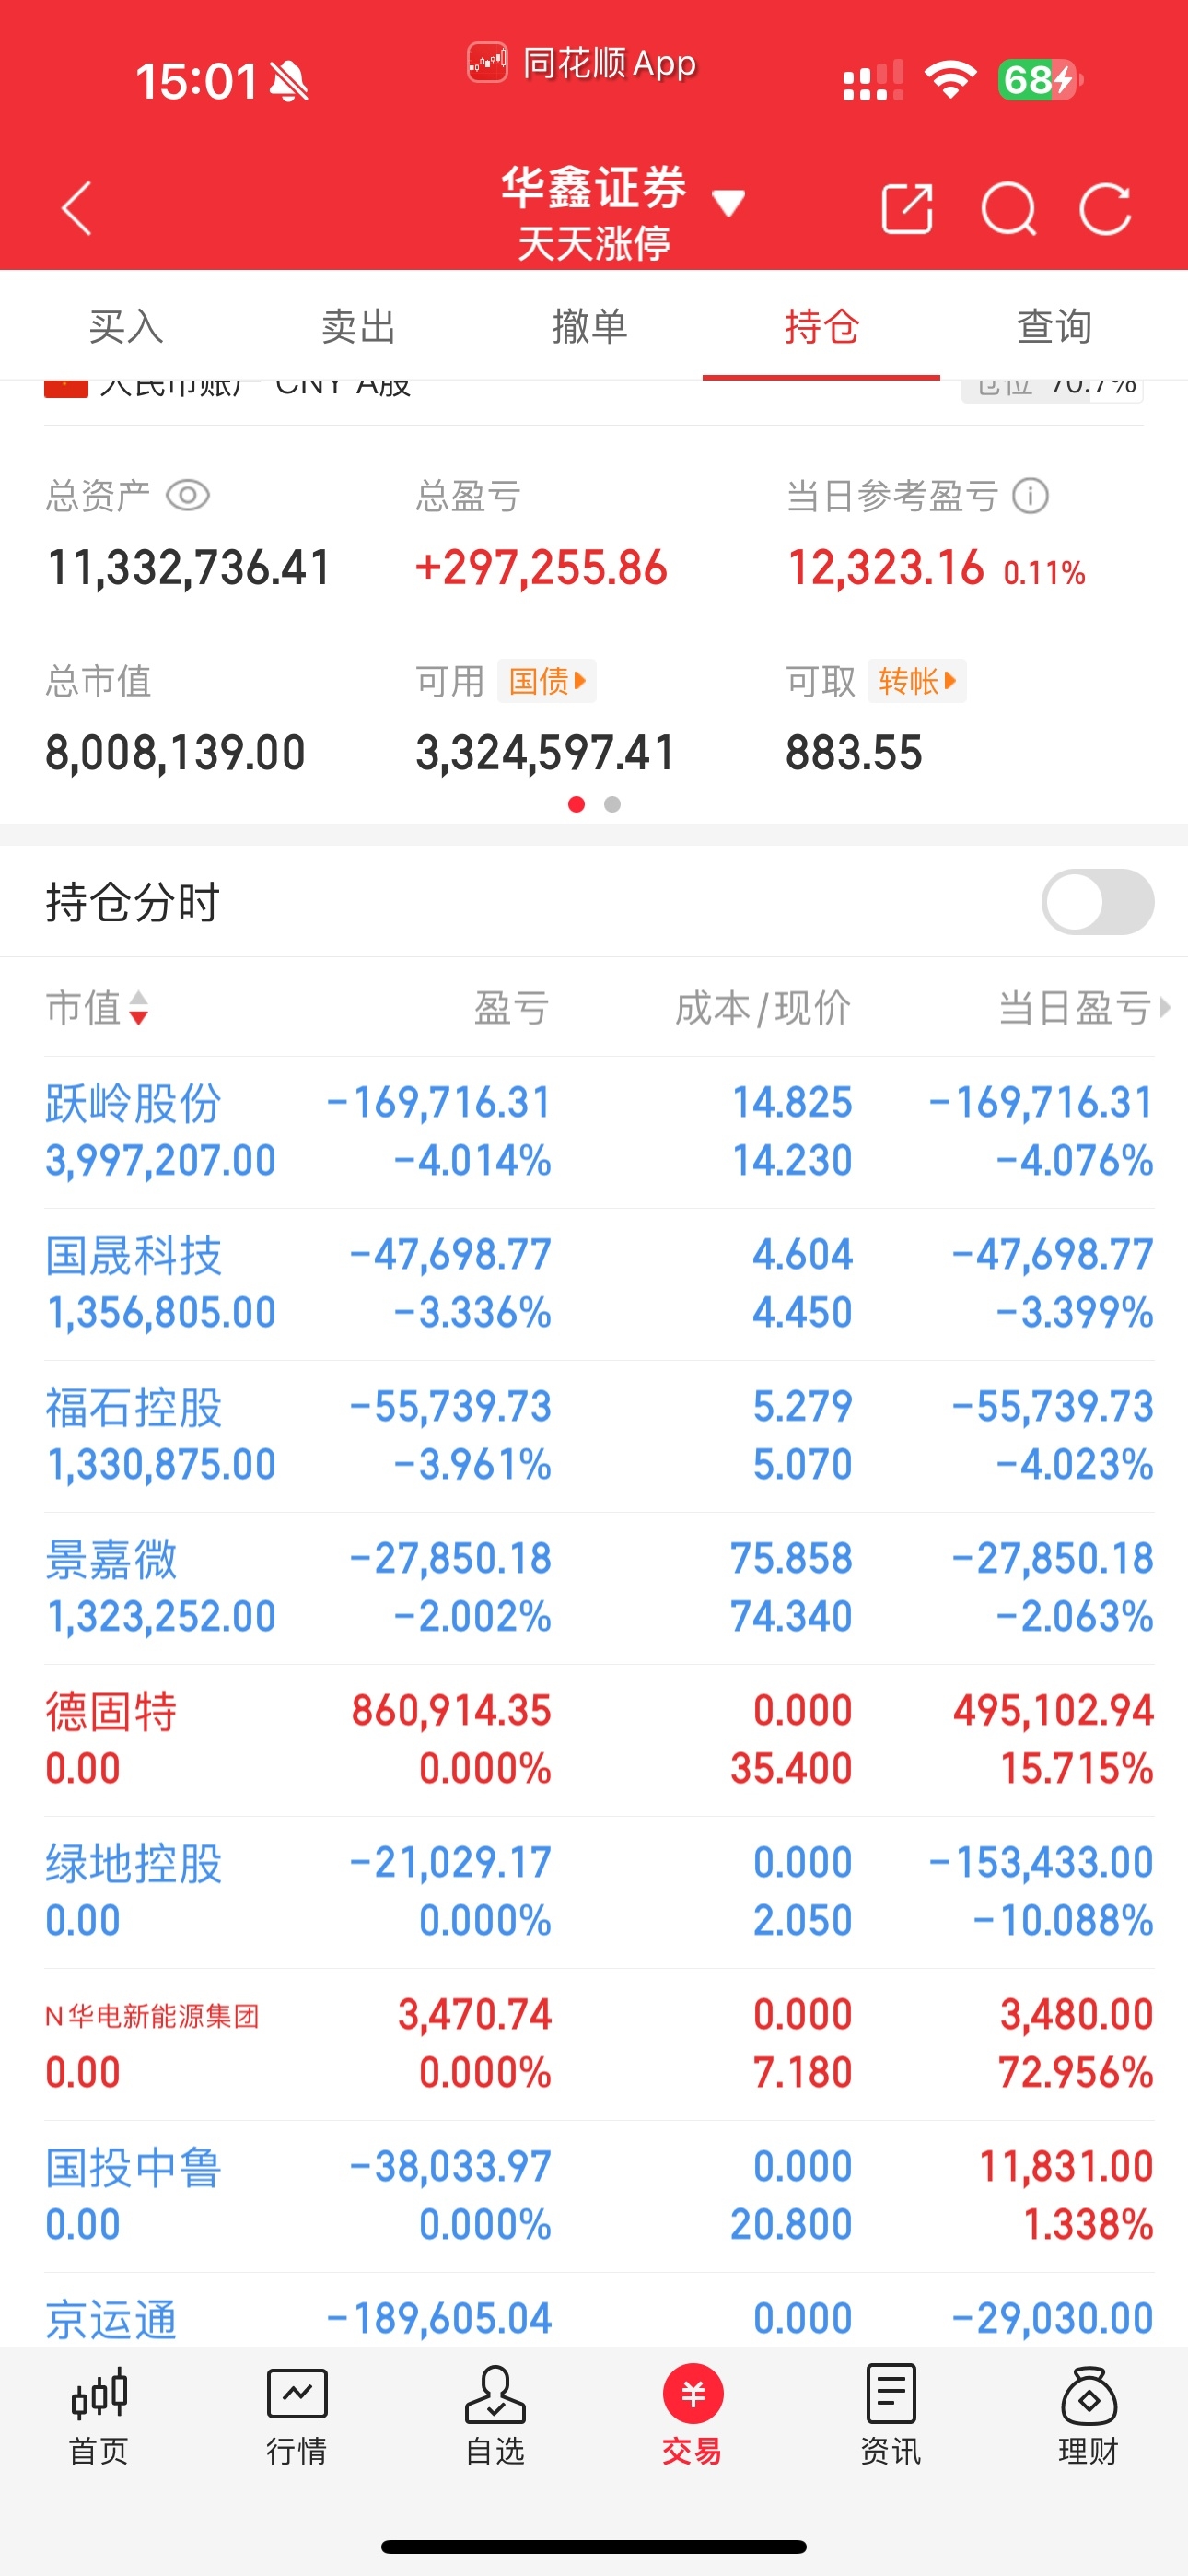 15:01 同花顺App 68
华鑫证券
天天涨停
买入 卖出 撤单 持仓 查询
人民币账户 CNY A股 仓位 70.7%
总资产 总盈亏 当日参考盈亏
11,332,736.41 +297,255.86 12,323.16 0.11%
总市值 可用 国债 可取 转帐
8,008,139.00 3,324,597.41 883.55
持仓分时
市值 盈亏 成本/现价 当日盈亏
跃岭股份 -169,716.31 14.825 -169,716.31
3,997,207.00 -4.014% 14.230 -4.076%
国晟科技 -47,698.77 4.604 -47,698.77
1,356,805.00 -3.336% 4.450 -3.399%
福石控股 -55,739.73 5.279 -55,739.73
1,330,875.00 -3.961% 5.070 -4.023%
景嘉微 -27,850.18 75.858 -27,850.18
1,323,252.00 -2.002% 74.340 -2.063%
德固特 860,914.35 0.000 495,102.94
0.00 0.000% 35.400 15.715%
绿地控股 -21,029.17 0.000 -153,433.00
0.00 0.000% 2.050 -10.088%
N华电新能源集团 3,470.74 0.000 3,480.00
0.00 0.000% 7.180 72.956%
国投中鲁 -38,033.97 0.000 11,831.00
0.00 0.000% 20.800 1.338%
京运通 -189,605.04 0.000 -29,030.00
首页 行情 自选 交易 资讯 理财